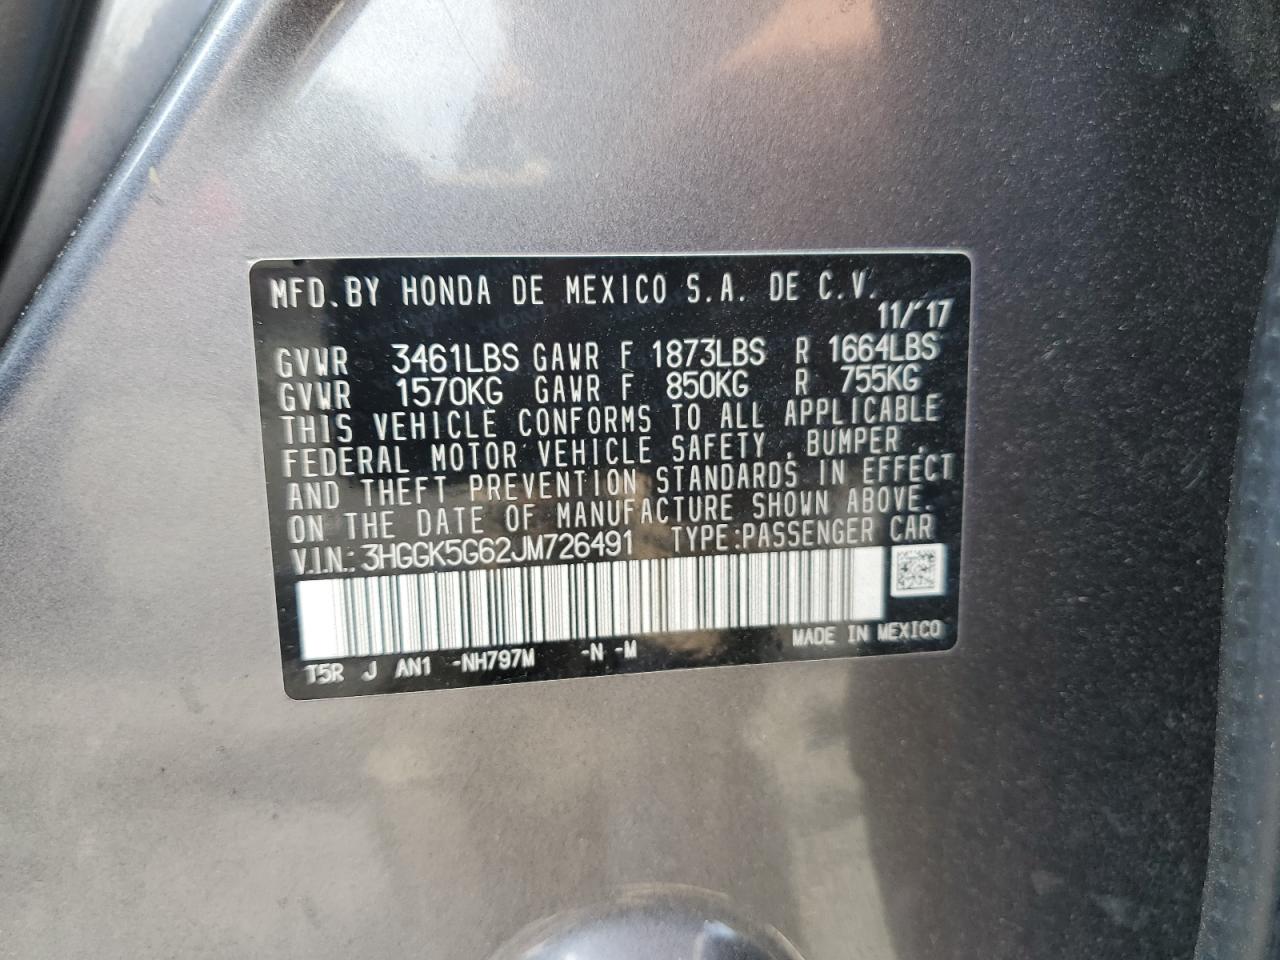 MFD.BY HONDA DE MEXICO S.A. DE C.V.
11/17
GVWR 3461LBS GAWR F 1873LBS R 1664LBS
GVWR 1570KG GAWR F 850KG R 755KG
THIS VEHICLE CONFORMS TO ALL APPLICABLE
FEDERAL MOTOR VEHICLE SAFETY , BUMPER ,
AND THEFT PREVENTION STANDARDS IN EFFECT
ON THE DATE OF MANUFACTURE SHOWN ABOVE.
V.I.N.: 3HGGK5G62JM726491 TYPE:PASSENGER CAR
MADE IN MEXICO
T5R J AN1 -NH797M -N -M